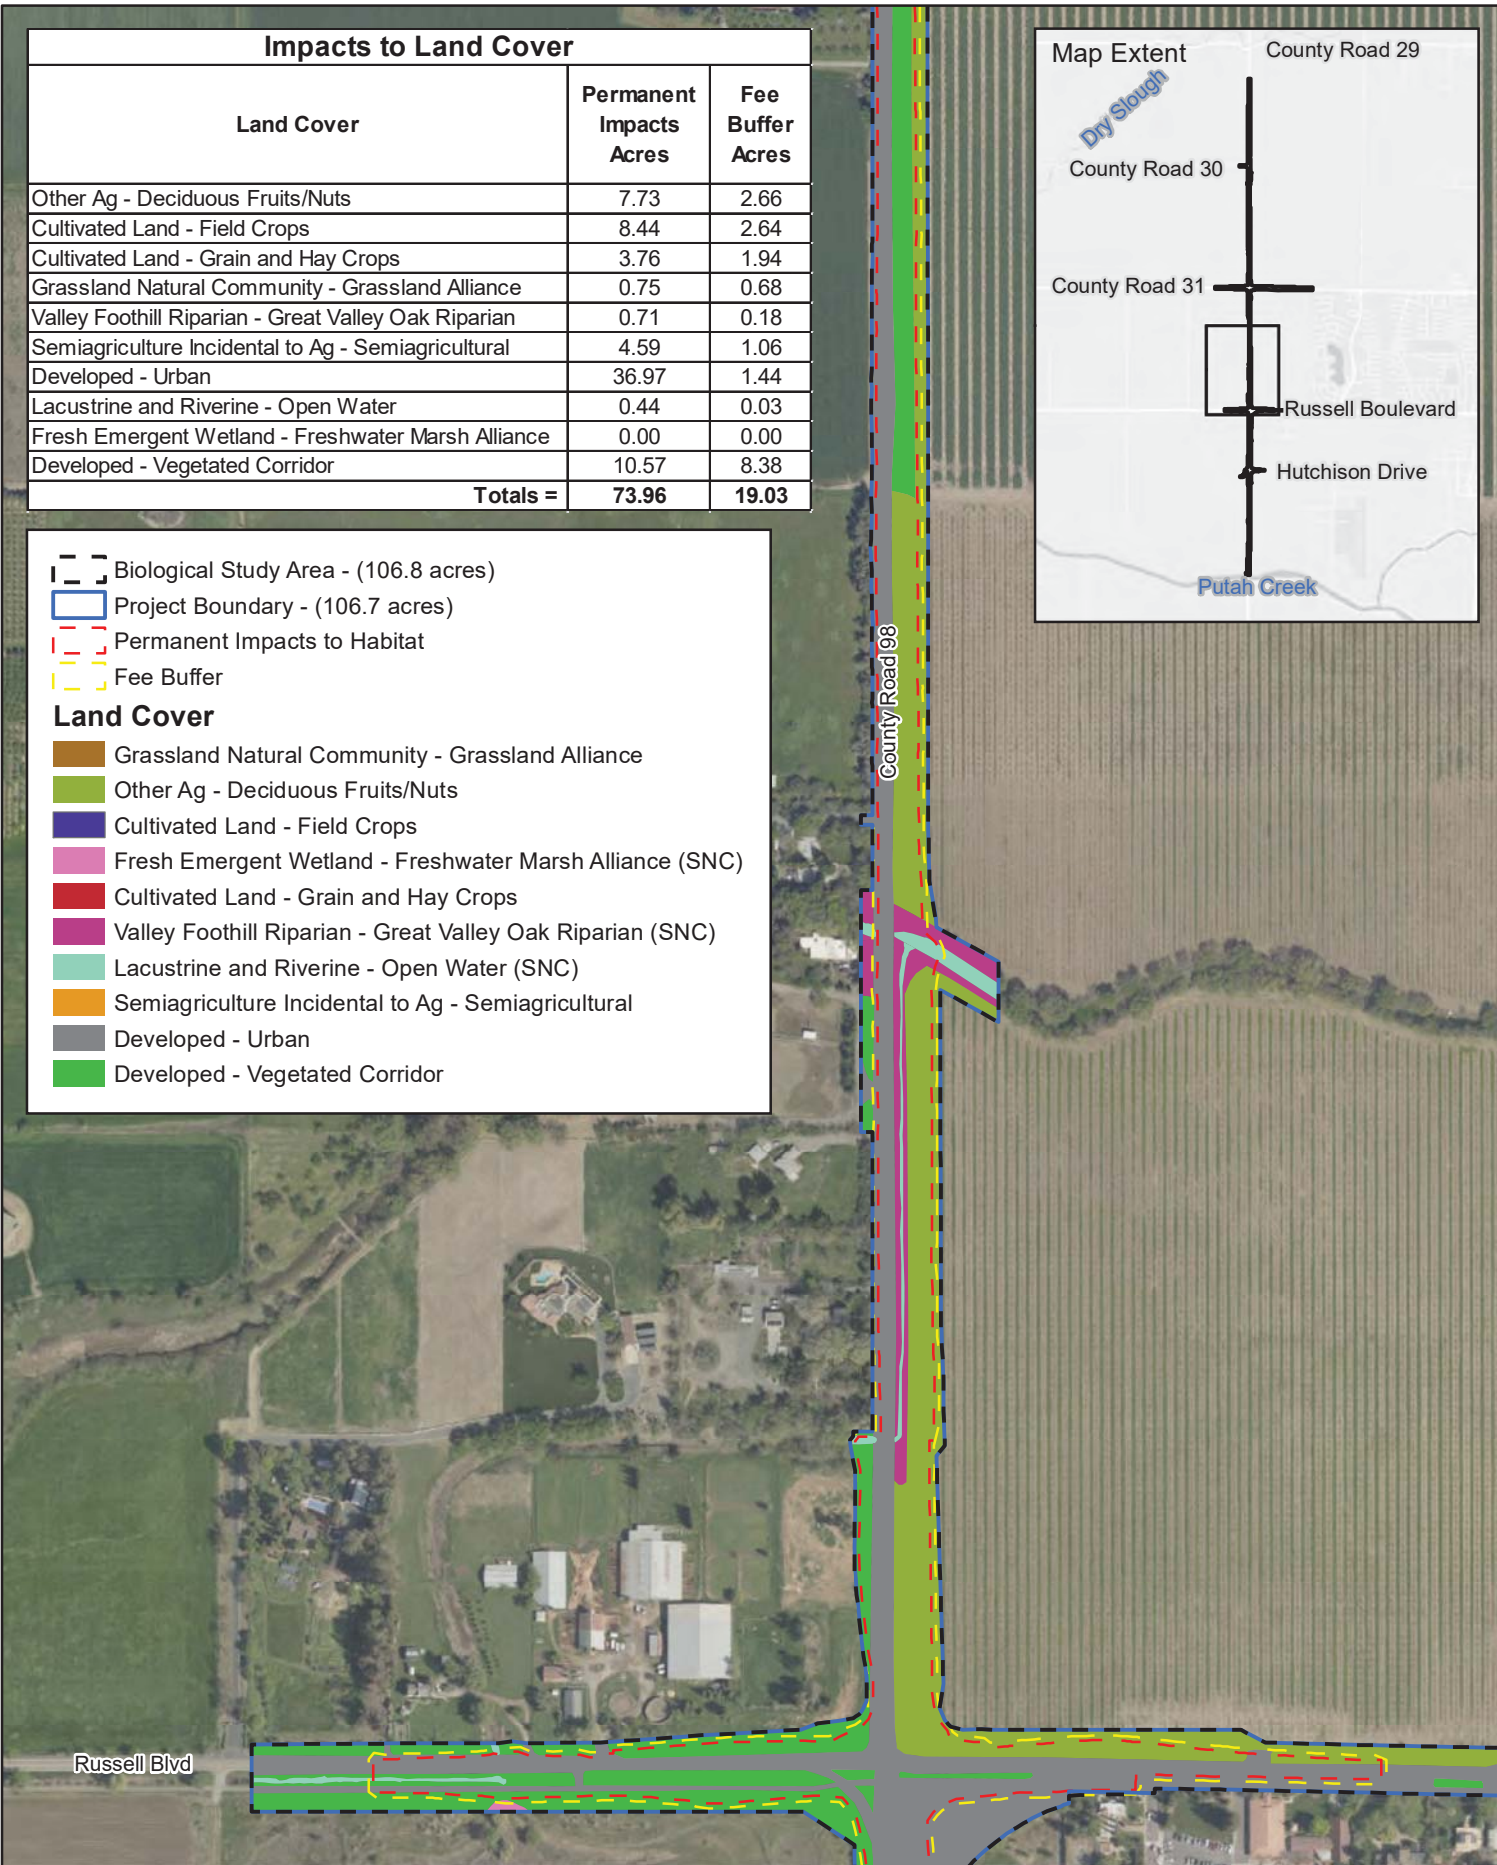 Impacts to Land Cover
Land Cover
Permanent
Impacts
Acres
Fee
Buffer
Acres
Other Ag - Deciduous Fruits/Nuts 7.73 2.66
Cultivated Land - Field Crops 8.44 2.64
Cultivated Land - Grain and Hay Crops 3.76 1.94
Grassland Natural Community - Grassland Alliance 0.75 0.68
Valley Foothill Riparian - Great Valley Oak Riparian 0.71 0.18
Semiagriculture Incidental to Ag - Semiagricultural 4.59 1.06
Developed - Urban 36.97 1.44
Lacustrine and Riverine - Open Water 0.44 0.03
Fresh Emergent Wetland - Freshwater Marsh Alliance 0.00 0.00
Developed - Vegetated Corridor 10.57 8.38
Totals = 73.96 19.03
Biological Study Area - (106.8 acres)
Project Boundary - (106.7 acres)
Permanent Impacts to Habitat
Fee Buffer
Land Cover
Grassland Natural Community - Grassland Alliance
Other Ag - Deciduous Fruits/Nuts
Cultivated Land - Field Crops
Fresh Emergent Wetland - Freshwater Marsh Alliance (SNC)
Cultivated Land - Grain and Hay Crops
Valley Foothill Riparian - Great Valley Oak Riparian (SNC)
Lacustrine and Riverine - Open Water (SNC)
Semiagriculture Incidental to Ag - Semiagricultural
Developed - Urban
Developed - Vegetated Corridor
Map Extent
County Road 29
Dry Slough
County Road 30
County Road 31
Russell Boulevard
Hutchison Drive
Putah Creek
County Road 98
Russell Blvd